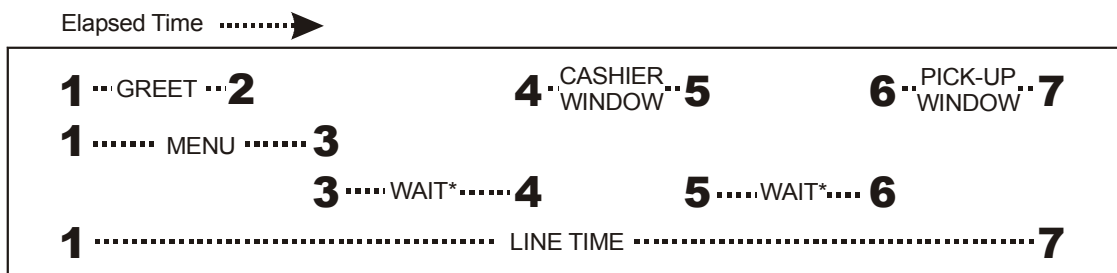 Elapsed Time
1 GREET 2 4 CASHIER WINDOW 5 6 PICK-UP WINDOW 7
1 MENU 3
3 WAIT* 4 5 WAIT* 6
1 LINE TIME 7